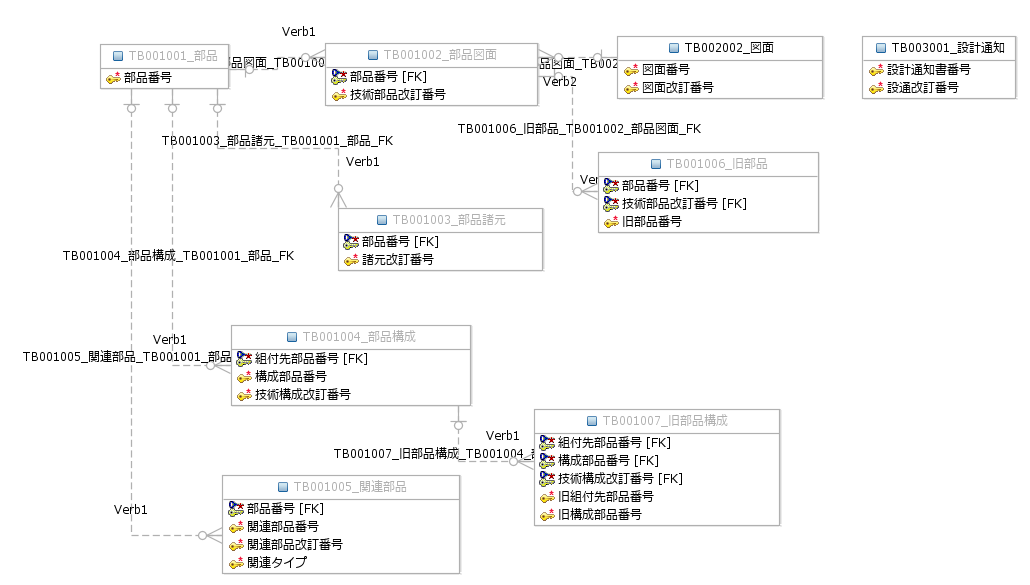 Verb1
TB001001_部品
部品番号
部品図面_TB00100
TB001002_部品図面
部品番号 [FK]
技術部品改訂番号
品図面_TB002
Verb2
TB002002_図面
図面番号
図面改訂番号
TB003001_設計通知
設計通知書番号
設通改訂番号
TB001006_旧部品_TB001002_部品図面_FK
TB001003_部品諸元_TB001001_部品_FK
Verb1
TB001006_旧部品
部品番号 [FK]
技術部品改訂番号 [FK]
旧部品番号
TB001003_部品諸元
部品番号 [FK]
諸元改訂番号
TB001004_部品構成_TB001001_部品_FK
Verb1
TB001005_関連部品_TB001001_部品
TB001004_部品構成
組付先部品番号 [FK]
構成部品番号
技術構成改訂番号
Verb1
TB001007_旧部品構成_TB001004_
TB001007_旧部品構成
組付先部品番号 [FK]
構成部品番号 [FK]
技術構成改訂番号 [FK]
旧組付先部品番号
旧構成部品番号
Verb1
TB001005_関連部品
部品番号 [FK]
関連部品番号
関連部品改訂番号
関連タイプ